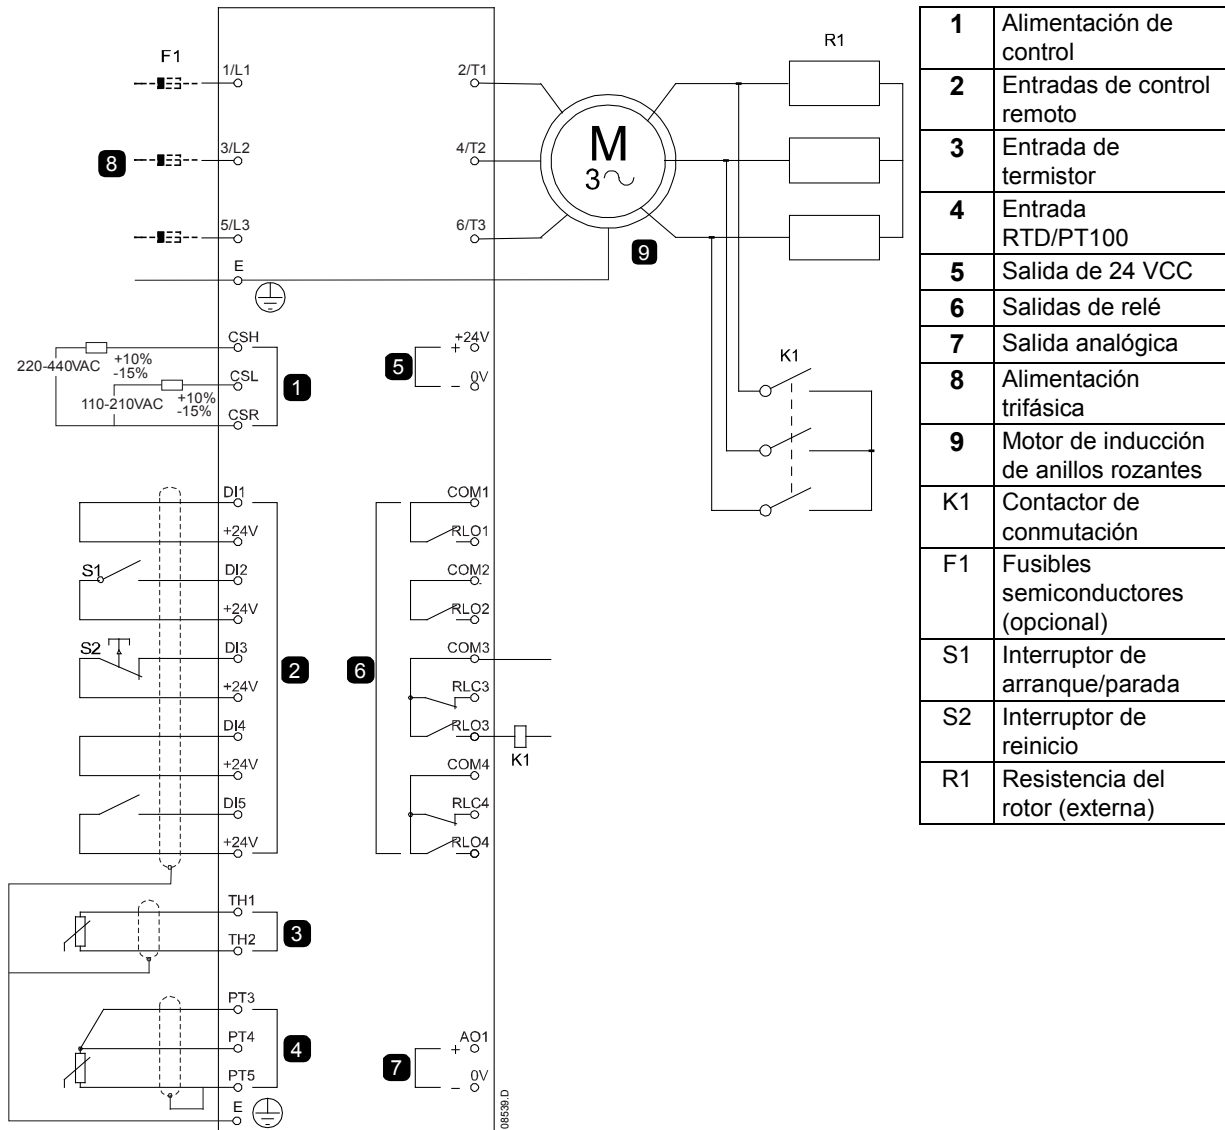 F1
1/L1
2/T1
R1
8
3/L2
4/T2
M
3
5/L3
6/T3
9
E
CSH
+24V
+
220-440VAC
+10%
-15%
CSL
1
5
0V
−
110-210VAC
+10%
-15%
CSR
K1
DI1
COM1
+24V
RLO1
S1
DI2
COM2
+24V
RLO2
S2
DI3
COM3
2
6
+24V
RLC3
DI4
RLO3
K1
+24V
COM4
DI5
RLC4
+24V
RLO4
TH1
3
TH2
PT3
PT4
4
AO1
+
7
PT5
0V
−
E
08539.D
1 Alimentación de
control
2 Entradas de control
remoto
3 Entrada de
termistor
4 Entrada
RTD/PT100
5 Salida de 24 VCC
6 Salidas de relé
7 Salida analógica
8 Alimentación
trifásica
9 Motor de inducción
de anillos rozantes
K1 Contactor de
conmutación
F1 Fusibles
semiconductores
(opcional)
S1 Interruptor de
arranque/parada
S2 Interruptor de
reinicio
R1 Resistencia del
rotor (externa)